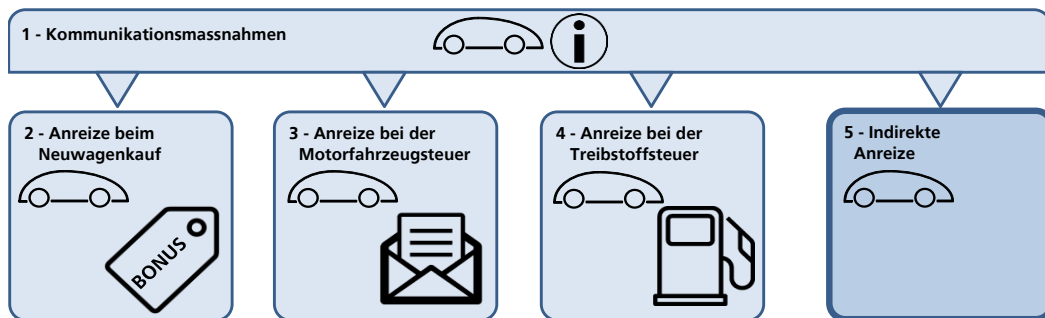 1 - Kommunikationsmassnahmen
2 - Anreize beim
Neuwagenkauf
BONUS
3 - Anreize bei der
Motorfahrzeugsteuer
4 - Anreize bei der
Treibstoffsteuer
5 - Indirekte
Anreize